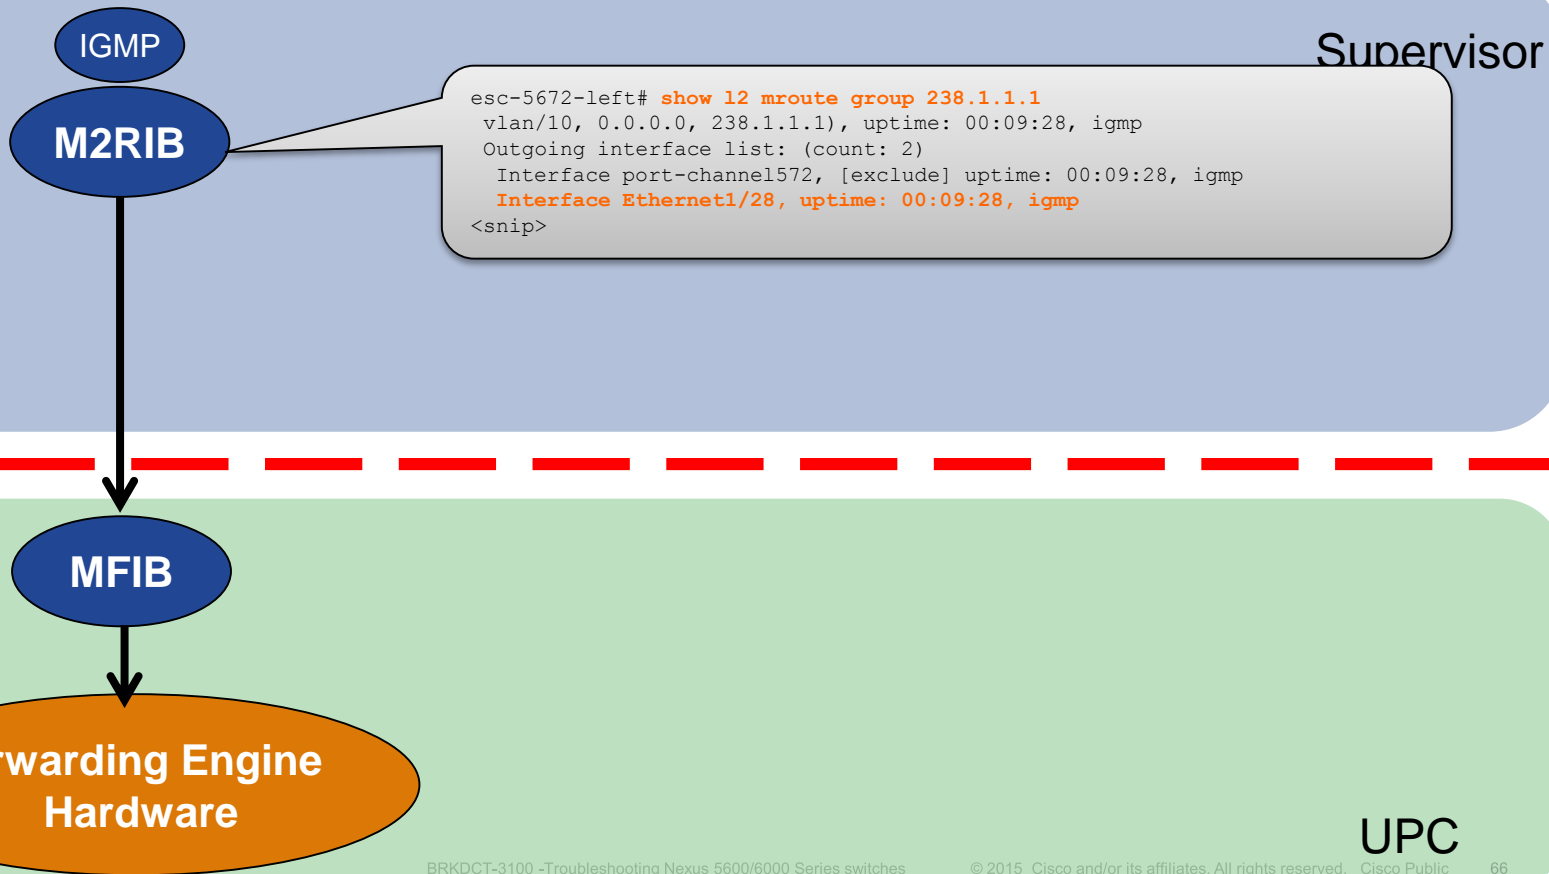 IGMP
Supervisor
M2RIB
esc-5672-left# show l2 mroute group 238.1.1.1
vlan/10, 0.0.0.0, 238.1.1.1), uptime: 00:09:28, igmp
Outgoing interface list: (count: 2)
Interface port-channel572, [exclude] uptime: 00:09:28, igmp
Interface Ethernet1/28, uptime: 00:09:28, igmp
<snip>
MFIB
rwarding Engine
Hardware
UPC
BRKDCT-3100 -Troubleshooting Nexus 5600/6000 Series switches © 2015 Cisco and/or its affiliates. All rights reserved. Cisco Public 66